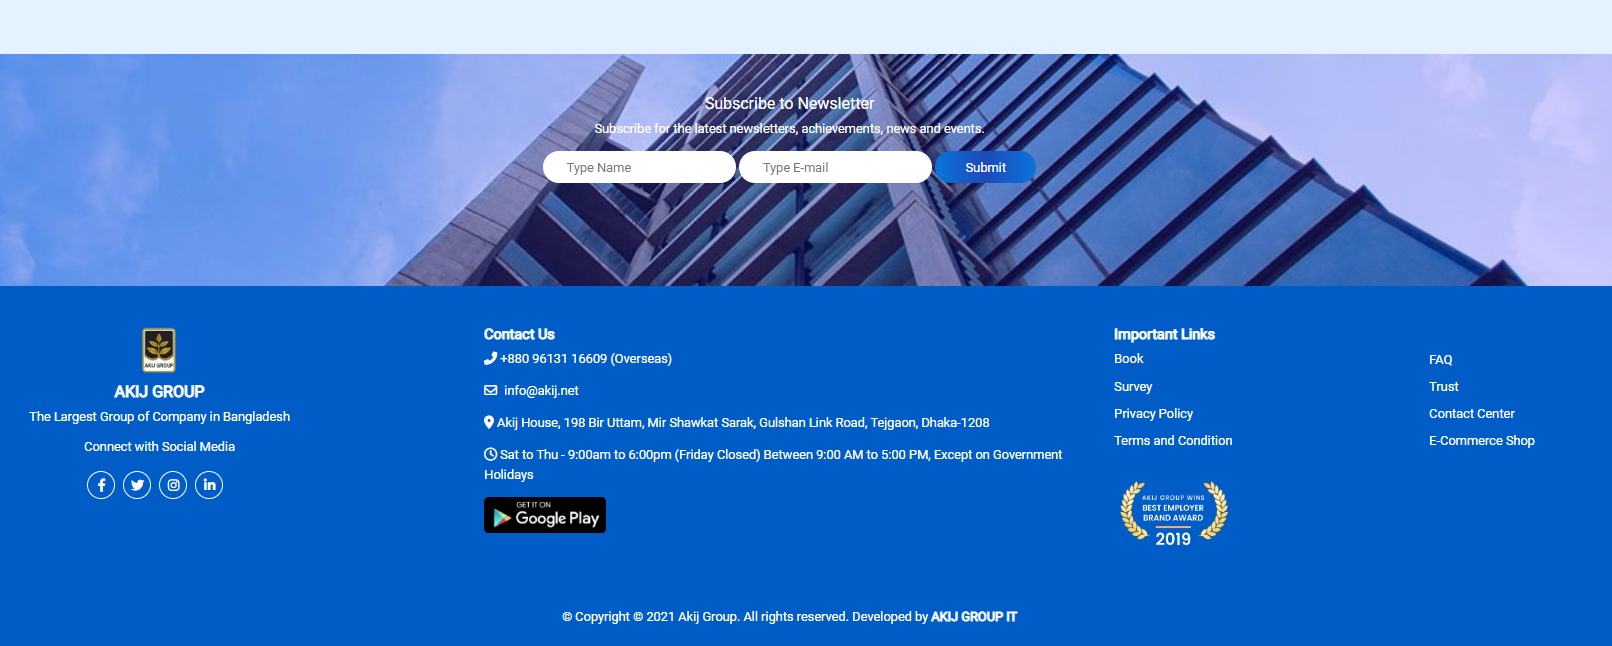 Subscribe to Newsletter
Subscribe for the latest newsletters, achievements, news and events.
Type Name
Type E-mail
Submit
AKIJ GROUP
AKIJ GROUP
The Largest Group of Company in Bangladesh
Connect with Social Media
Contact Us
+880 96131 16609 (Overseas)
info@akij.net
Akij House, 198 Bir Uttam, Mir Shawkat Sarak, Gulshan Link Road, Tejgaon, Dhaka-1208
Sat to Thu - 9:00am to 6:00pm (Friday Closed) Between 9:00 AM to 5:00 PM, Except on Government
Holidays
GET IT ON
Google Play
Important Links
Book
Survey
Privacy Policy
Terms and Condition
FAQ
Trust
Contact Center
E-Commerce Shop
AKIJ GROUP WINS
BEST EMPLOYER
BRAND AWARD
2019
© Copyright © 2021 Akij Group. All rights reserved. Developed by AKIJ GROUP IT